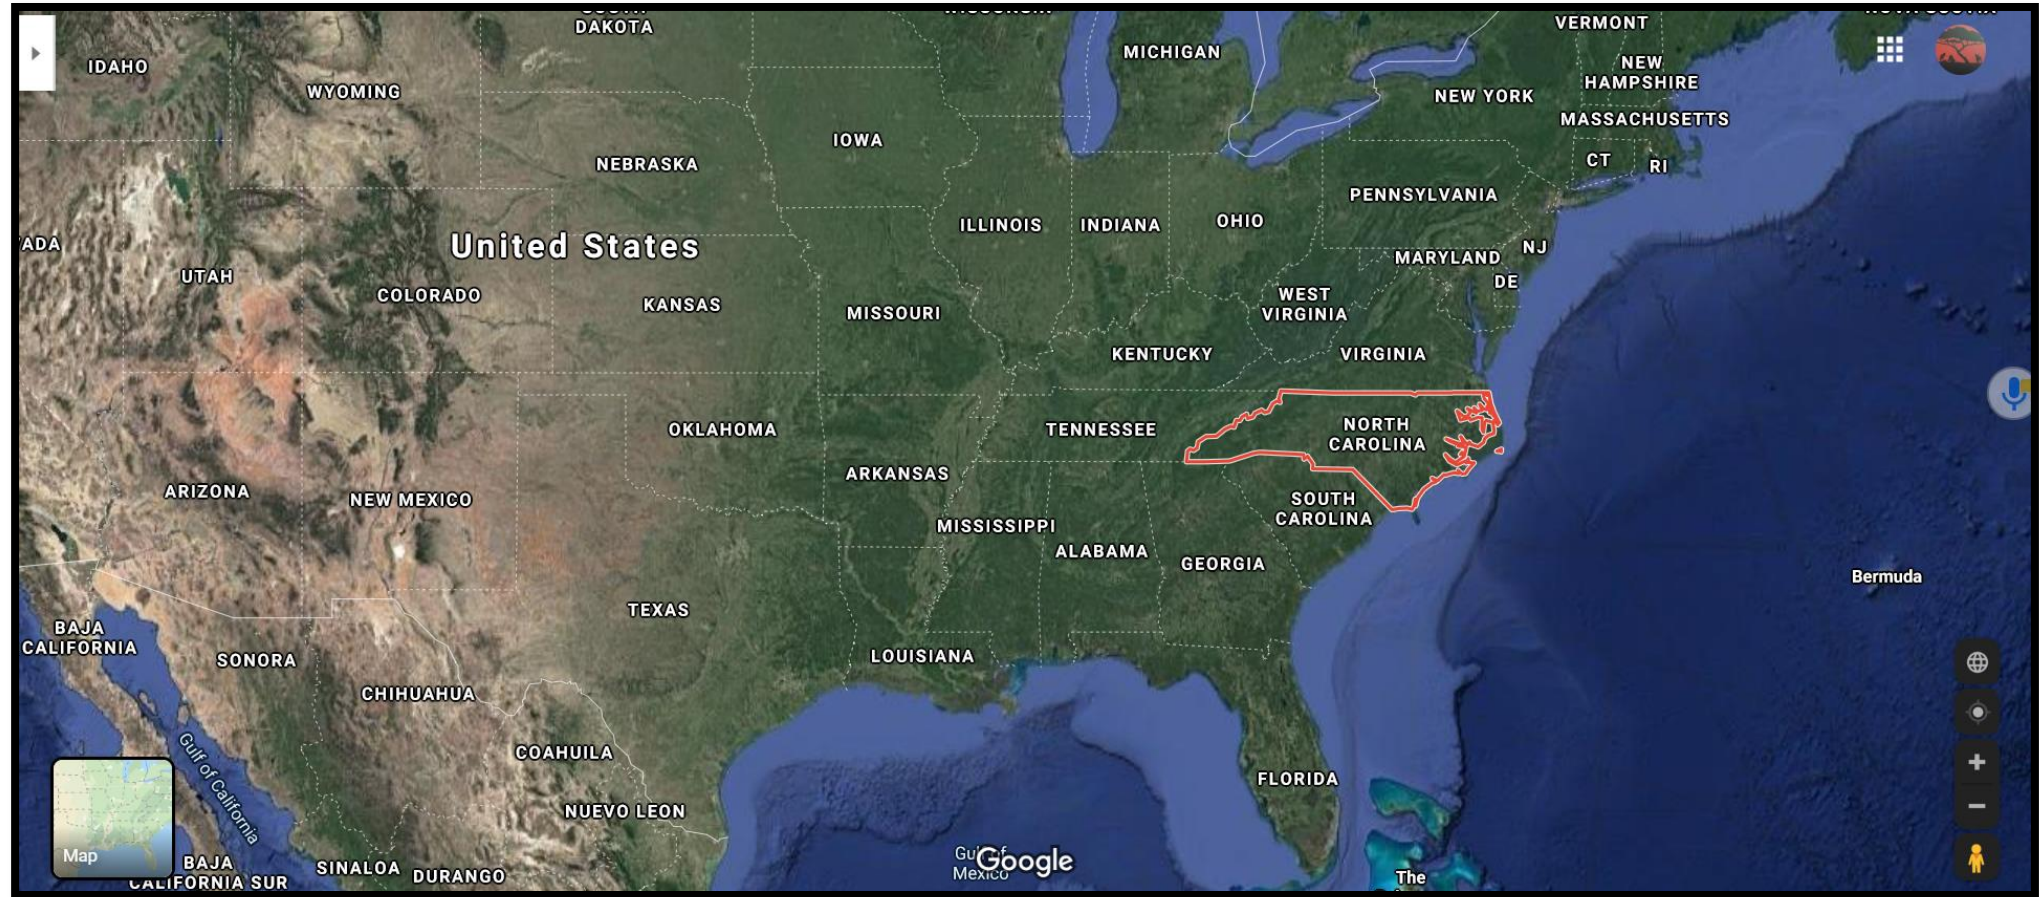 DAKOTA
VERMONT
MICHIGAN
IDAHO
NEW
HAMPSHIRE
WYOMING
NEW YORK
MASSACHUSETTS
IOWA
CT
RI
NEBRASKA
PENNSYLVANIA
ILLINOIS
INDIANA
OHIO
ADA
United States
NJ
MARYLAND
UTAH
DE
COLORADO
WEST
VIRGINIA
KANSAS
MISSOURI
KENTUCKY
VIRGINIA
OKLAHOMA
TENNESSEE
NORTH
CAROLINA
ARKANSAS
ARIZONA
NEW MEXICO
SOUTH
CAROLINA
MISSISSIPPI
ALABAMA
GEORGIA
Bermuda
TEXAS
BAJA
CALIFORNIA
SONORA
LOUISIANA
CHIHUAHUA
COAHUILA
Gulf of California
FLORIDA
NUEVO LEON
Map
BAJA
CALIFORNIA SUR
SINALOA
DURANGO
Gulf of
Mexico
Google
The